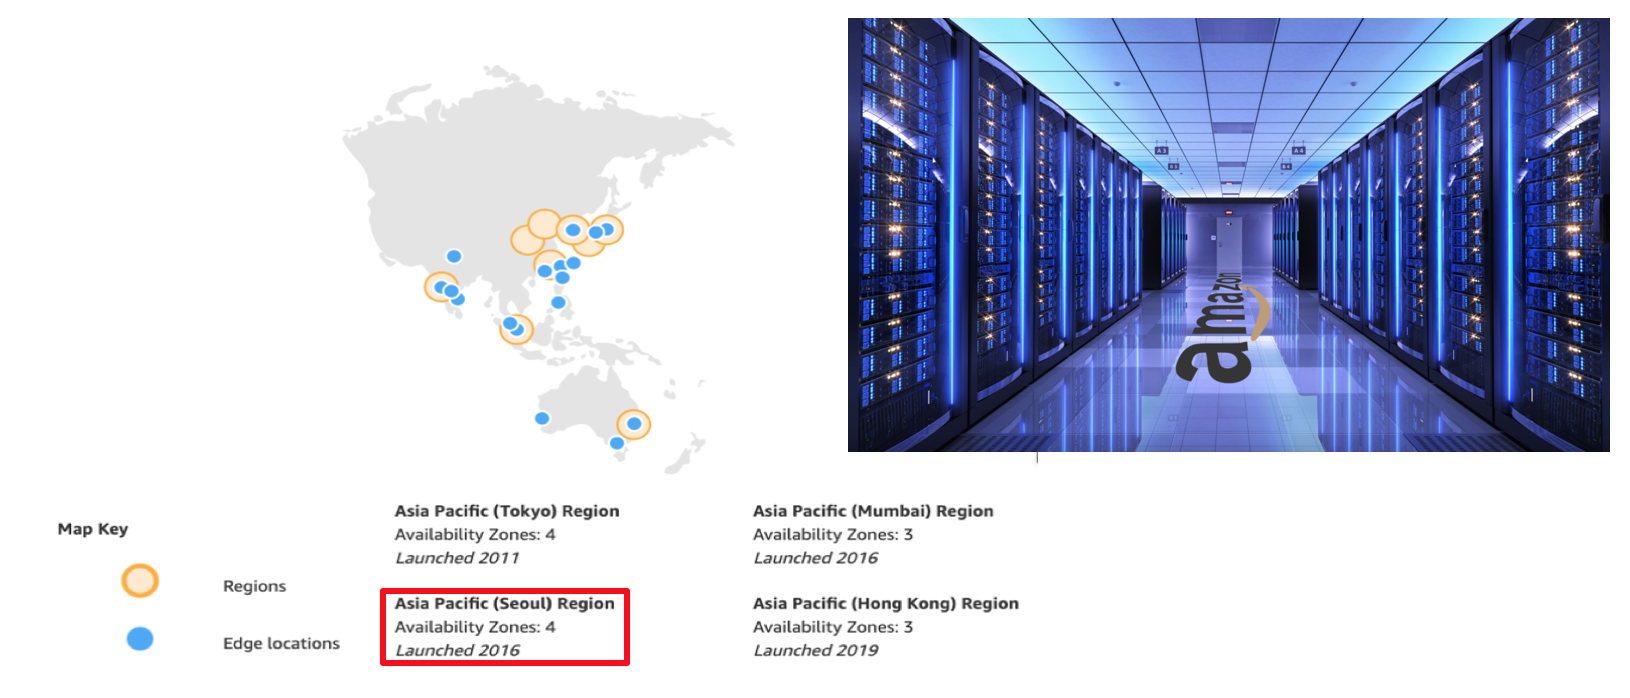 A3
A4
amazon
Map Key
Regions
Edge locations
Asia Pacific (Tokyo) Region
Availability Zones: 4
Launched 2011
Asia Pacific (Mumbai) Region
Availability Zones: 3
Launched 2016
Asia Pacific (Seoul) Region
Availability Zones: 4
Launched 2016
Asia Pacific (Hong Kong) Region
Availability Zones: 3
Launched 2019